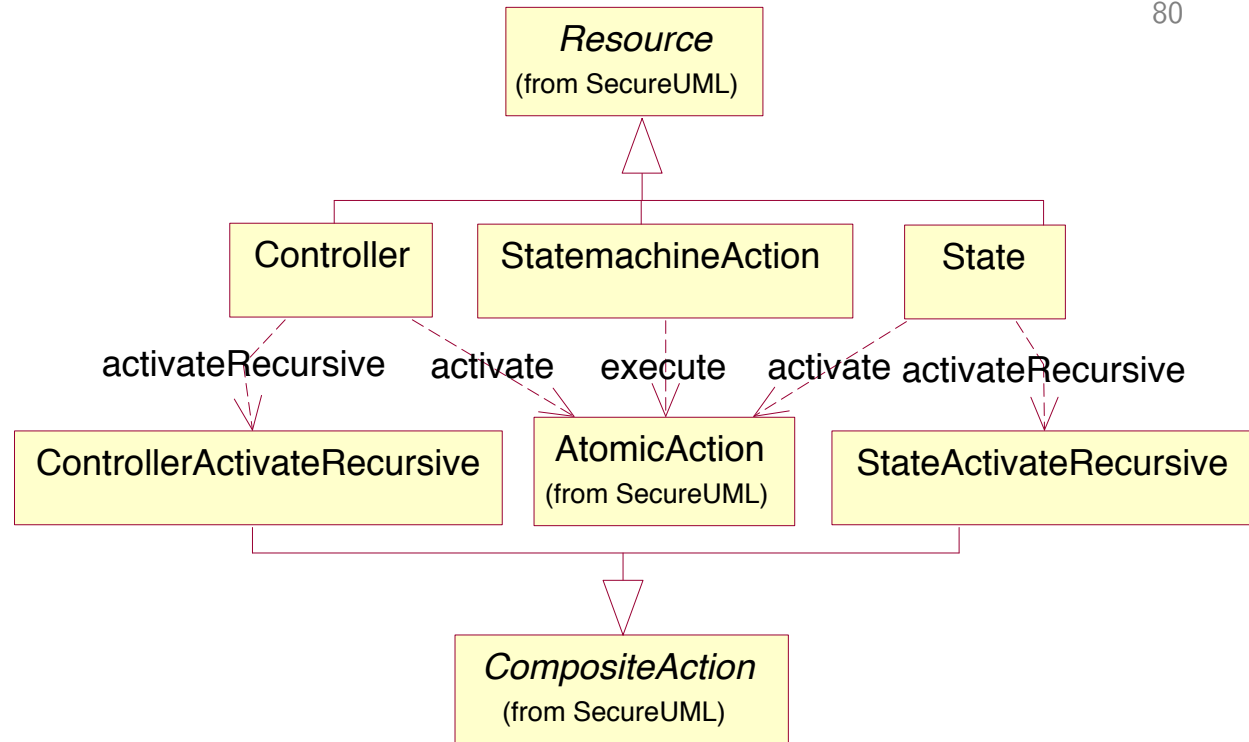 80
Resource
(from SecureUML)
Controller
StatemachineAction
State
activateRecursive
activate
execute
activate
activateRecursive
ControllerActivateRecursive
AtomicAction
(from SecureUML)
StateActivateRecursive
CompositeAction
(from SecureUML)